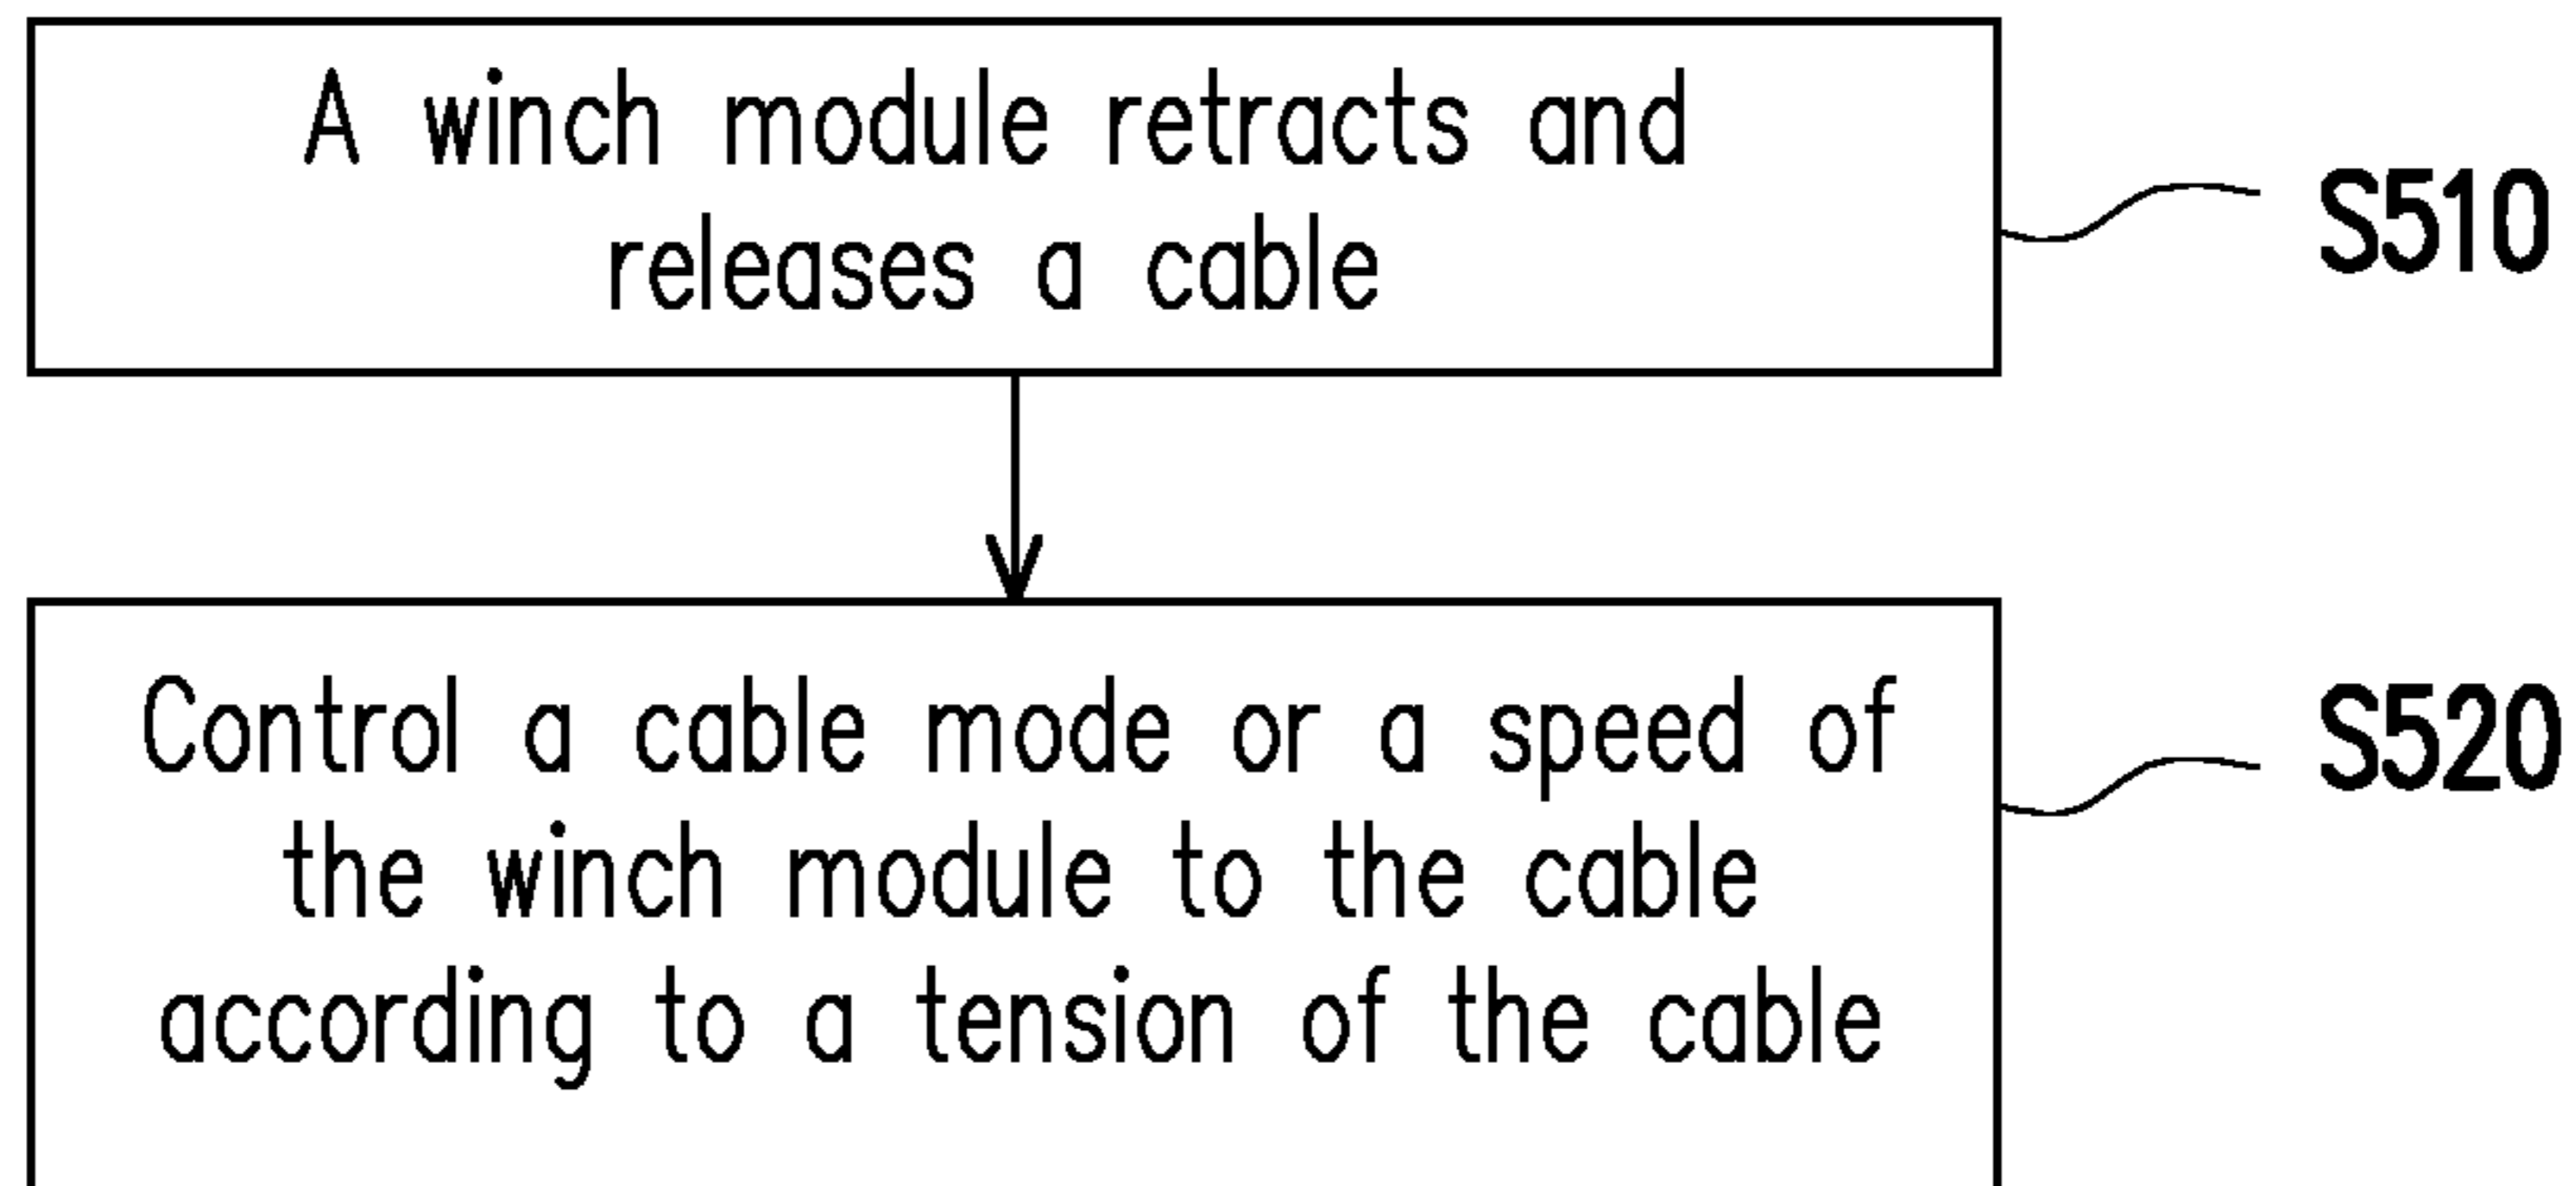 A winch module retracts and
releases a cable
S510
Control a cable mode or a speed of
the winch module to the cable
according to a tension of the cable
S520